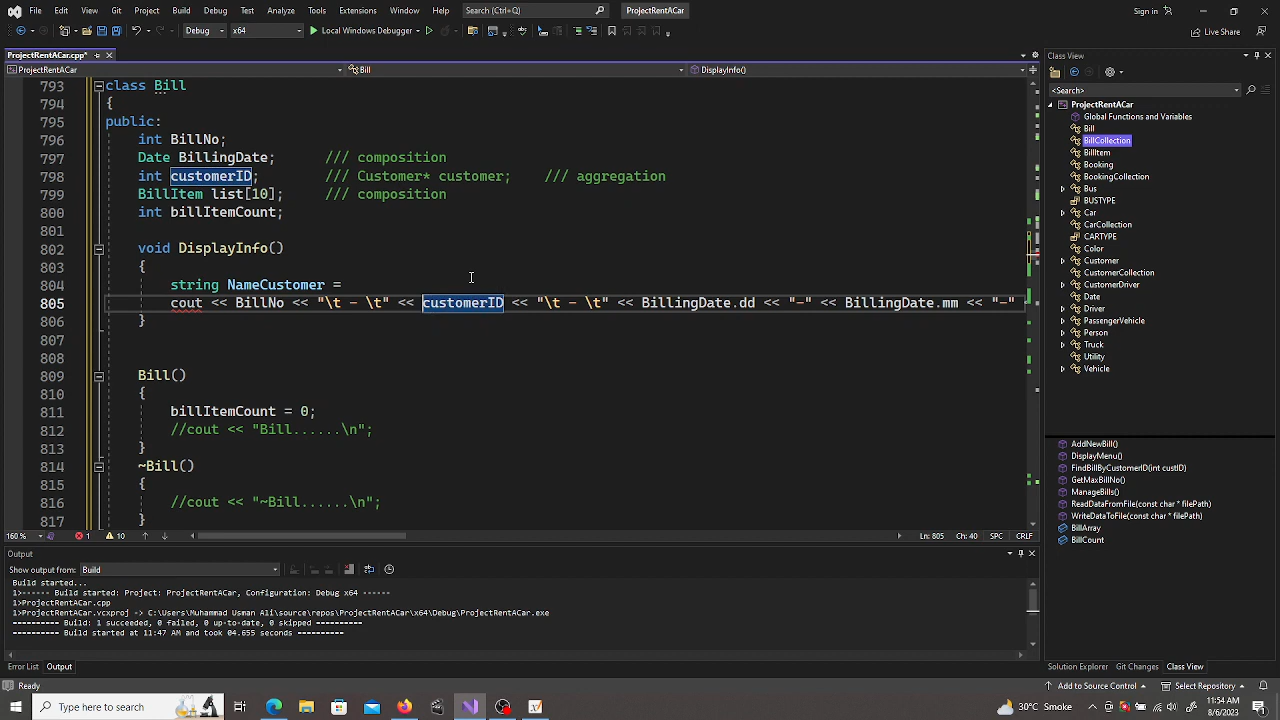 File Edit View Git Project Build Debug Test Analyze Tools Extensions Window Help Search (Ctrl+Q) ProjectRentACar Sign in
Debug x64 Local Windows Debugger Live Share
ProjectRentACar.cpp* Class View
ProjectRentACar Bill DisplayInfo()
793 class Bill
794 {
795 public:
796 int BillNo;
797 Date BillingDate; /// composition
798 int customerID; /// Customer* customer; /// aggregation
799 BillItem list[10]; /// composition
800 int billItemCount;
801
802 void DisplayInfo()
803 {
804 string NameCustomer =
805 cout << BillNo << "\t - \t" << customerID << "\t - \t" << BillingDate.dd << "-" << BillingDate.mm << "-"
806 }
807
808
809 Bill()
810 {
811 billItemCount = 0;
812 //cout << "Bill......\n";
813 }
814 ~Bill()
815 {
816 //cout << "~Bill......\n";
817 }
160 % 1 10 Ln: 805 Ch: 40 SPC CRLF
<Search>
ProjectRentACar
Global Functions and Variables
Bill
BillCollection
BillItem
Booking
BookingCollection
Bus
BUSTYPE
Car
CarCollection
CARTYPE
Color
Customer
CustomerCollection
CustomerDriver
Date
Driver
PassengerVehicle
Person
Truck
Utility
Vehicle
AddNewBill()
DisplayMenu()
FindBillByCustomerID(int custID)
GetMaxBillNo()
ManageBills()
ReadDataFromFile(const char * filePath)
WriteDataToFile(const char * filePath)
BillArray
BillCount
Output
Show output from: Build
Build started...
1>------ Build started: Project: ProjectRentACar, Configuration: Debug x64 ------
1>ProjectRentACar.cpp
1>ProjectRentACar.vcxproj -> C:\Users\Muhammad Usman Ali\source\repos\ProjectRentACar\x64\Debug\ProjectRentACar.exe
========== Build: 1 succeeded, 0 failed, 0 up-to-date, 0 skipped ==========
========== Build started at 11:47 AM and took 04.655 seconds ==========
Error List Output Solution Explorer Git Changes Class View
Ready Add to Source Control Select Repository
Type here to search 11:54 AM
8/6/2023